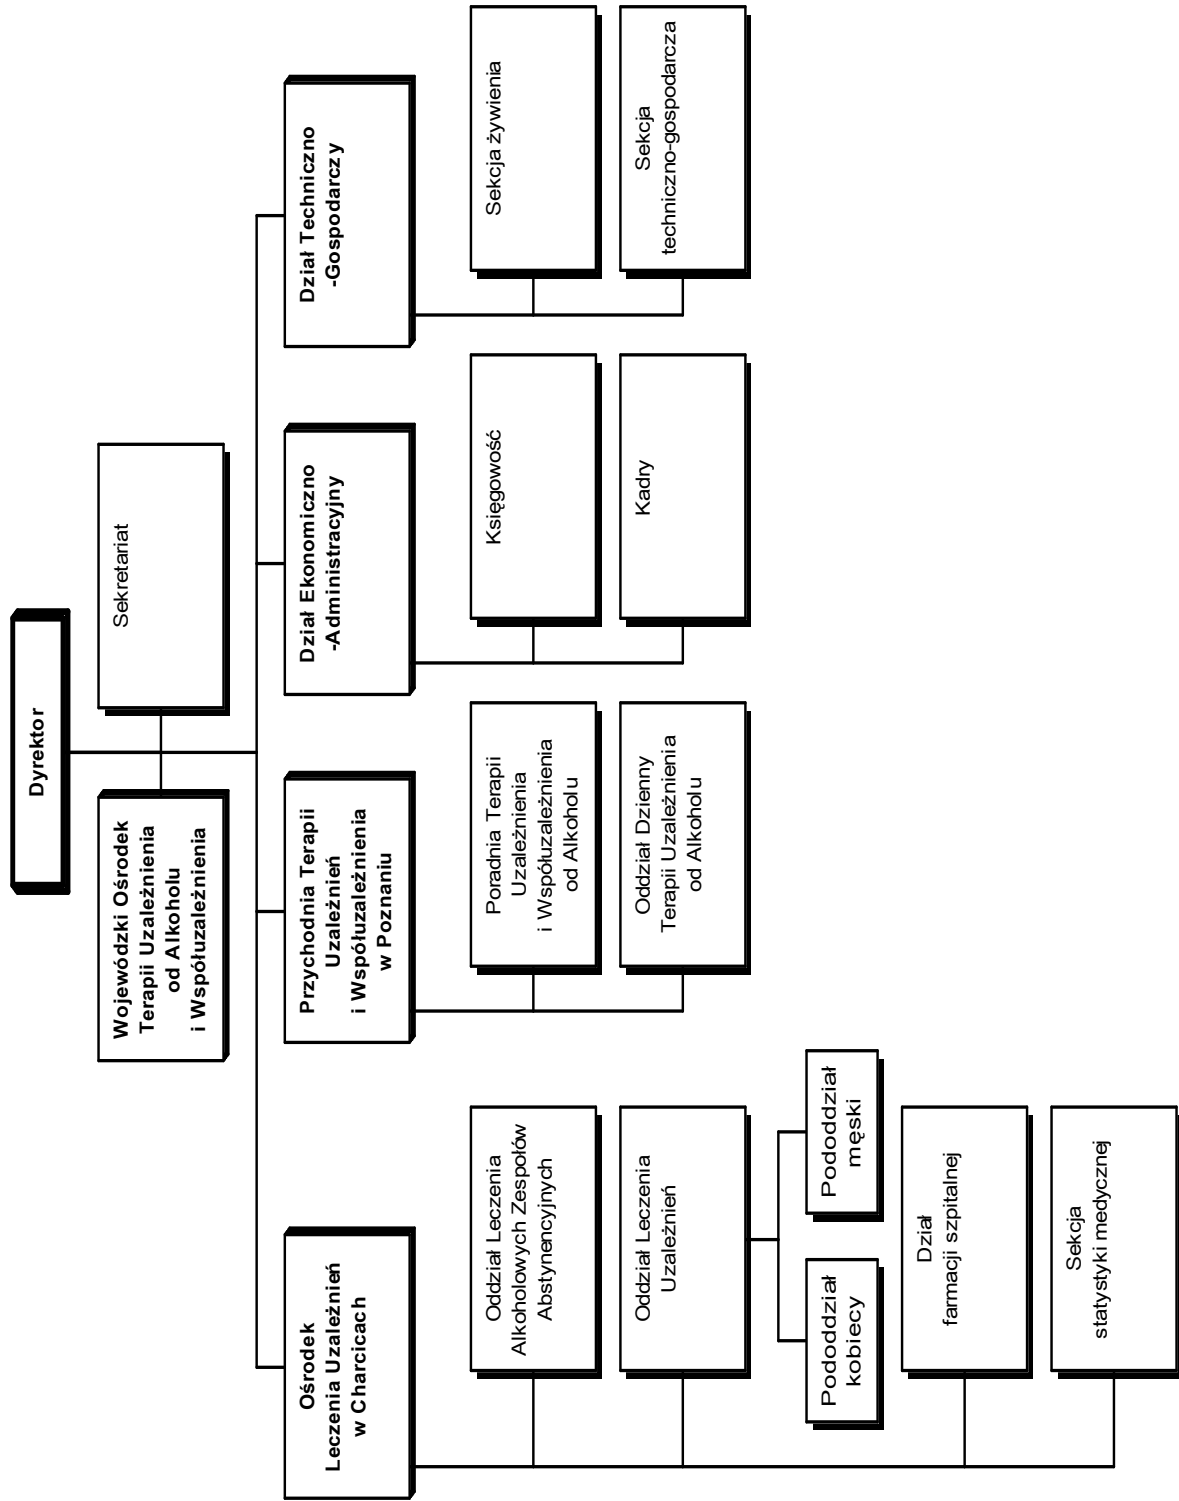 Dyrektor
Wojewódzki Ośrodek
Terapii Uzależnienia
od Alkoholu
i Współuzależnienia
Sekretariat
Ośrodek
Leczenia Uzależnień
w Charcicach
Przychodnia Terapii
Uzależnień
i Współuzależnienia
w Poznaniu
Dział Ekonomiczno
-Administracyjny
Dział Techniczno
-Gospodarczy
Oddział Leczenia
Alkoholowych Zespołów
Abstynencyjnych
Oddział Leczenia
Uzależnień
Pododdział
kobiecy
Pododdział
męski
Dział
farmacji szpitalnej
Sekcja
statystyki medycznej
Poradnia Terapii
Uzależnienia
i Współuzależnienia
od Alkoholu
Oddział Dzienny
Terapii Uzależnienia
od Alkoholu
Księgowość
Kadry
Sekcja żywienia
Sekcja
techniczno-gospodarcza